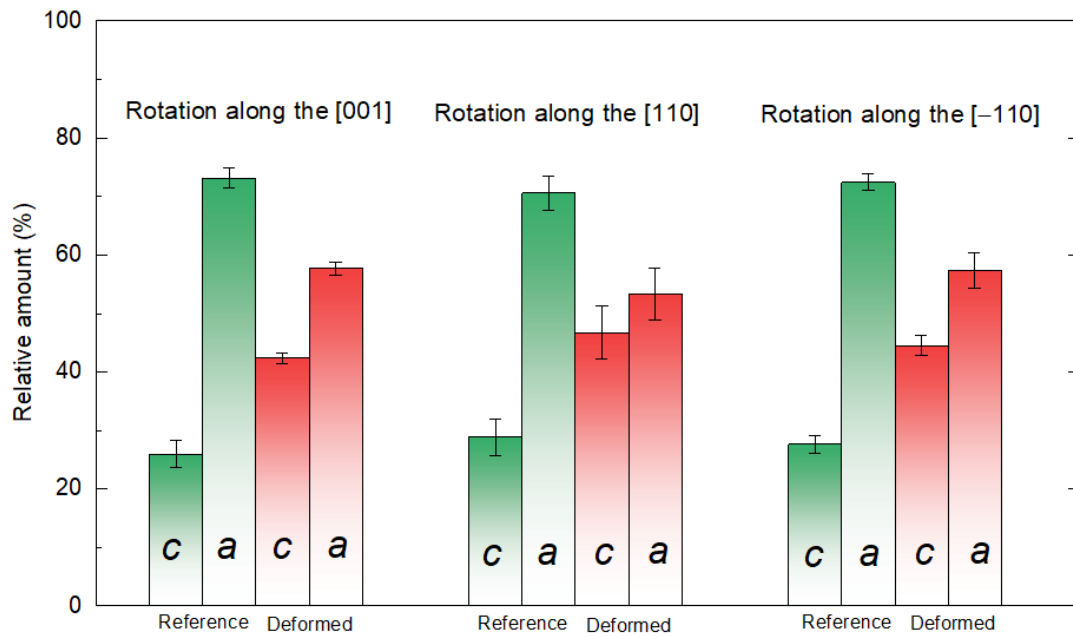 100
80
60
40
20
0
Relative amount (%)
Rotation along the [001]
Rotation along the [110]
Rotation along the [−110]
c a c a
c a c a
c a c a
Reference Deformed
Reference Deformed
Reference Deformed